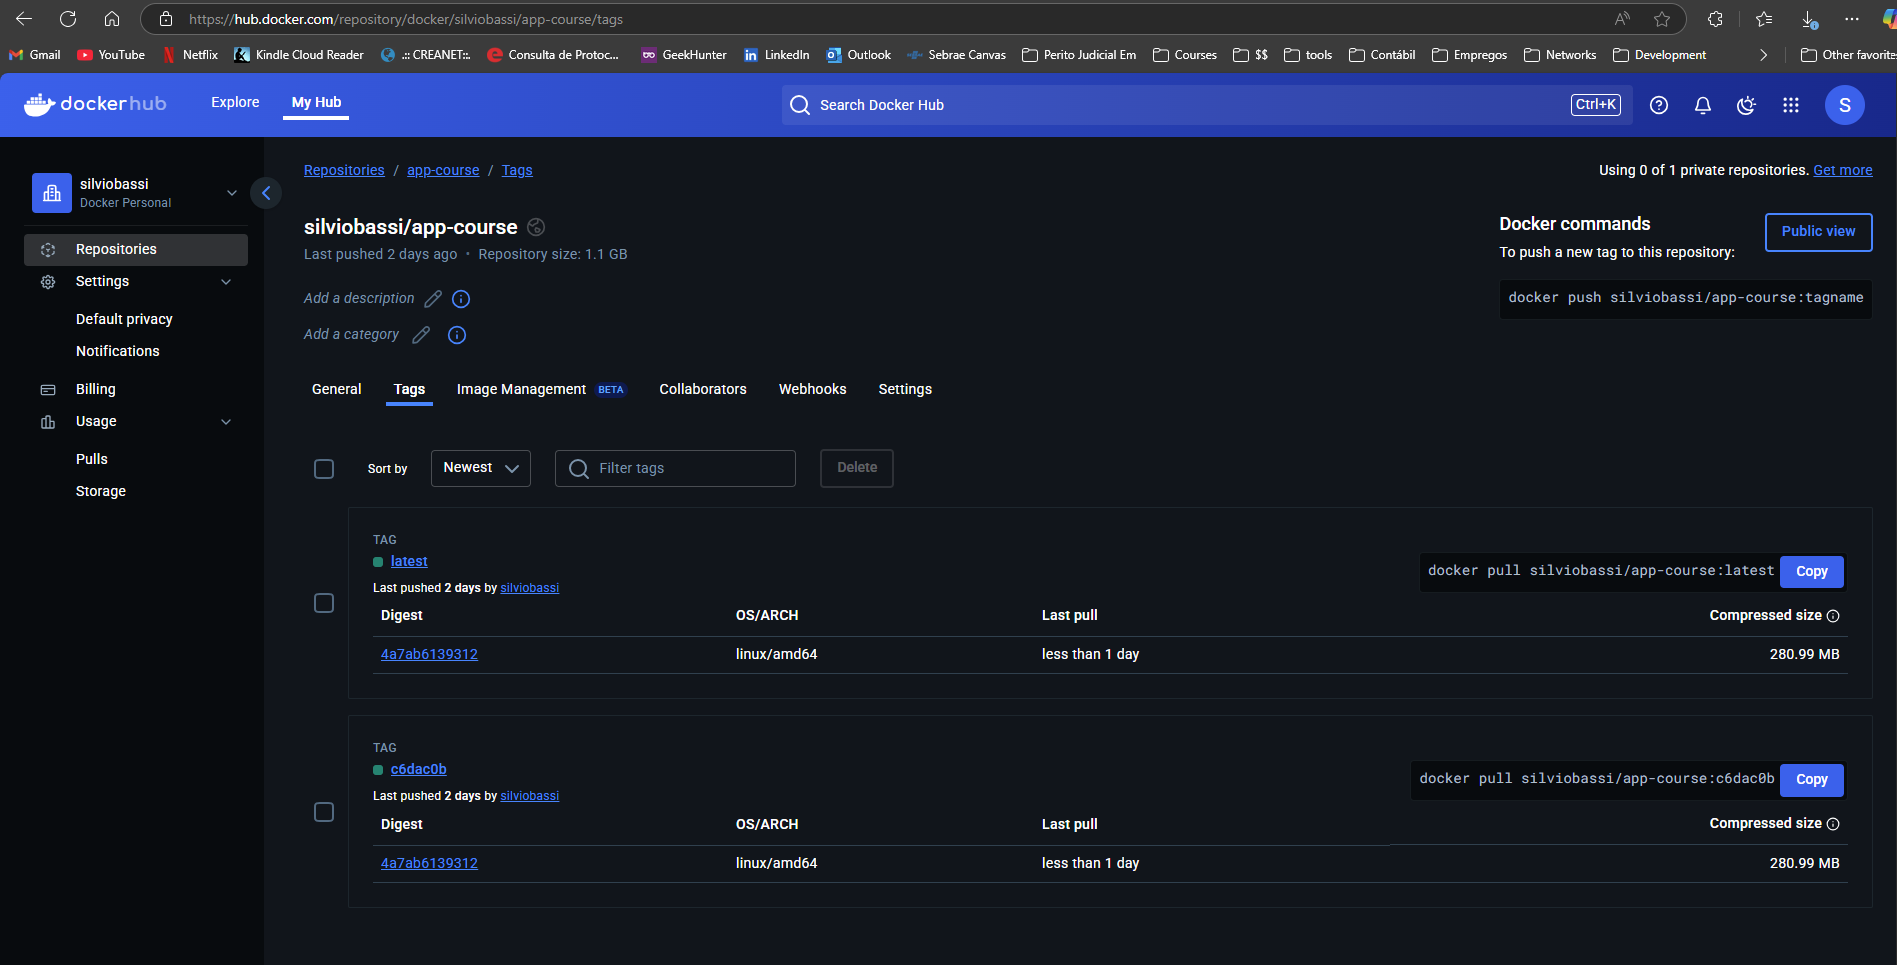 https://hub.docker.com/repository/docker/silviobassi/app-course/tags
Gmail YouTube Netflix Kindle Cloud Reader .:: CREANET::. Consulta de Protoc... GeekHunter LinkedIn Outlook Sebrae Canvas Perito Judicial Em Courses $$ tools Contábil Empregos Networks Development Other favorite
dockerhub Explore My Hub Search Docker Hub Ctrl+K S
silviobassi
Docker Personal
Repositories
Settings
Default privacy
Notifications
Billing
Usage
Pulls
Storage
Repositories / app-course / Tags
Using 0 of 1 private repositories. Get more
silviobassi/app-course
Last pushed 2 days ago • Repository size: 1.1 GB
Add a description
Add a category
Docker commands
Public view
To push a new tag to this repository:
docker push silviobassi/app-course:tagname
General Tags Image Management BETA Collaborators Webhooks Settings
Sort by Newest Filter tags Delete
TAG
latest
docker pull silviobassi/app-course:latest Copy
Last pushed 2 days by silviobassi
Digest OS/ARCH Last pull Compressed size
4a7ab6139312 linux/amd64 less than 1 day 280.99 MB
TAG
c6dac0b
docker pull silviobassi/app-course:c6dac0b Copy
Last pushed 2 days by silviobassi
Digest OS/ARCH Last pull Compressed size
4a7ab6139312 linux/amd64 less than 1 day 280.99 MB